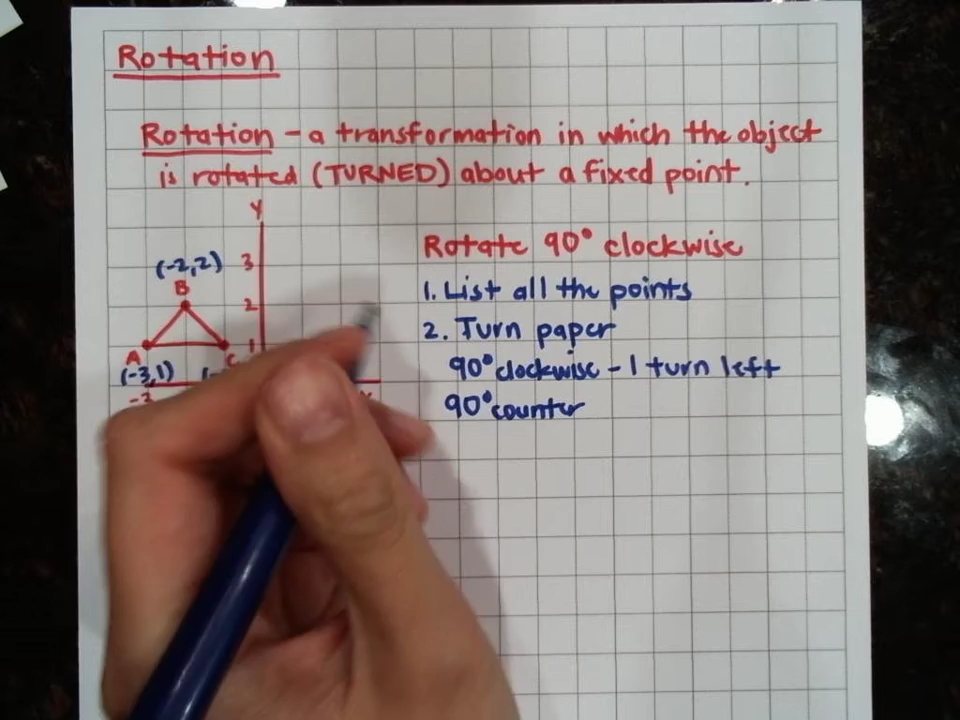 Rotation
Rotation - a transformation in which the object
is rotated (TURNED) about a fixed point.
Y
(-2,2)
3
B
2
A
C
1
(-3,1)
(-
-3
Rotate 90° clockwise
1. List all the points
2. Turn paper
90° clockwise - 1 turn left
90° counter